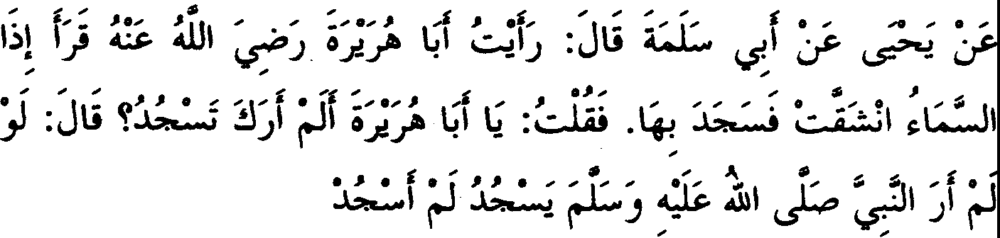 عَنْ يَحْيَى عَنْ أَبِي سَلَمَةَ قَالَ: رَأَيْتُ أَبَا هُرَيْرَةَ رَضِيَ اللَّهُ عَنْهُ قَرَأَ إِذَا
السَّمَاءُ انْشَقَّتْ فَسَجَدَ بِهَا. فَقُلْتُ: يَا أَبَا هُرَيْرَةَ أَلَمْ أَرَكَ تَسْجُدُ؟ قَالَ: لَوْ
لَمْ أَرَ النَّبِيَّ صَلَّى اللهُ عَلَيْهِ وَسَلَّمَ يَسْجُدُ لَمْ أَسْجُدْ